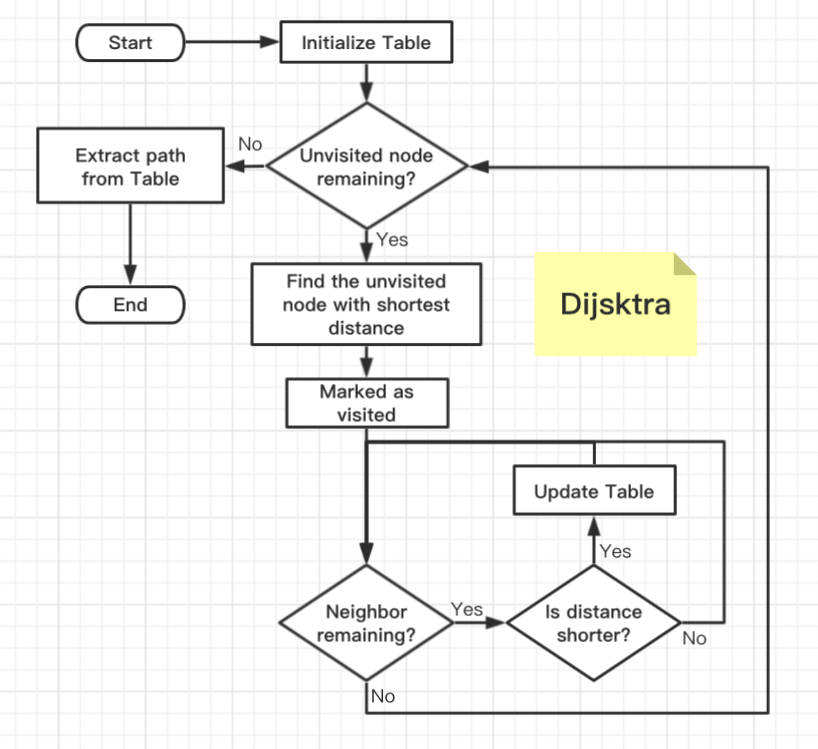 Start
Initialize Table
Extract path
from Table
No
Unvisited node
remaining?
Yes
End
Find the unvisited
node with shortest
distance
Dijsktra
Marked as
visited
Update Table
Yes
Neighbor
remaining?
Yes
Is distance
shorter?
No
No